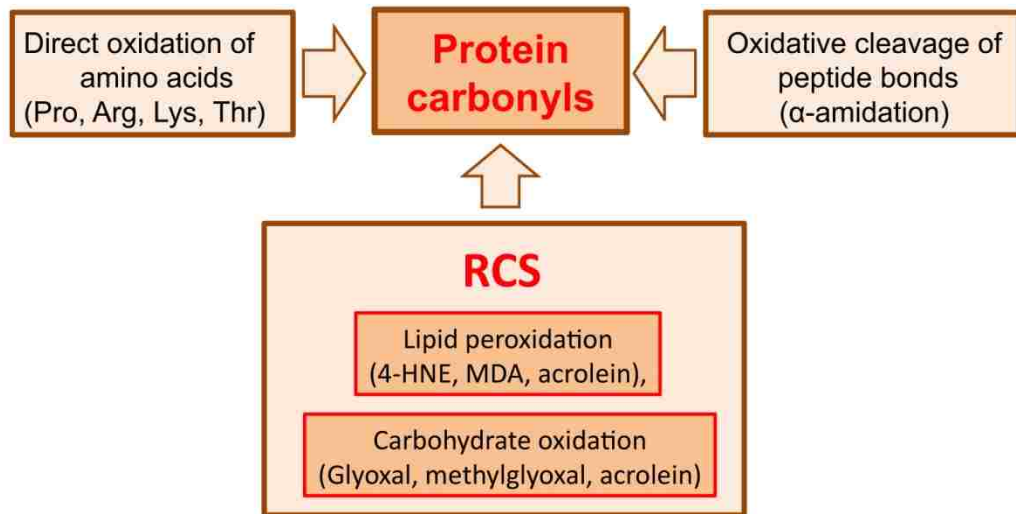 Direct oxidation of
amino acids
(Pro, Arg, Lys, Thr)
Protein
carbonyls
Oxidative cleavage of
peptide bonds
(α-amidation)
RCS
Lipid peroxidation
(4-HNE, MDA, acrolein),
Carbohydrate oxidation
(Glyoxal, methylglyoxal, acrolein)